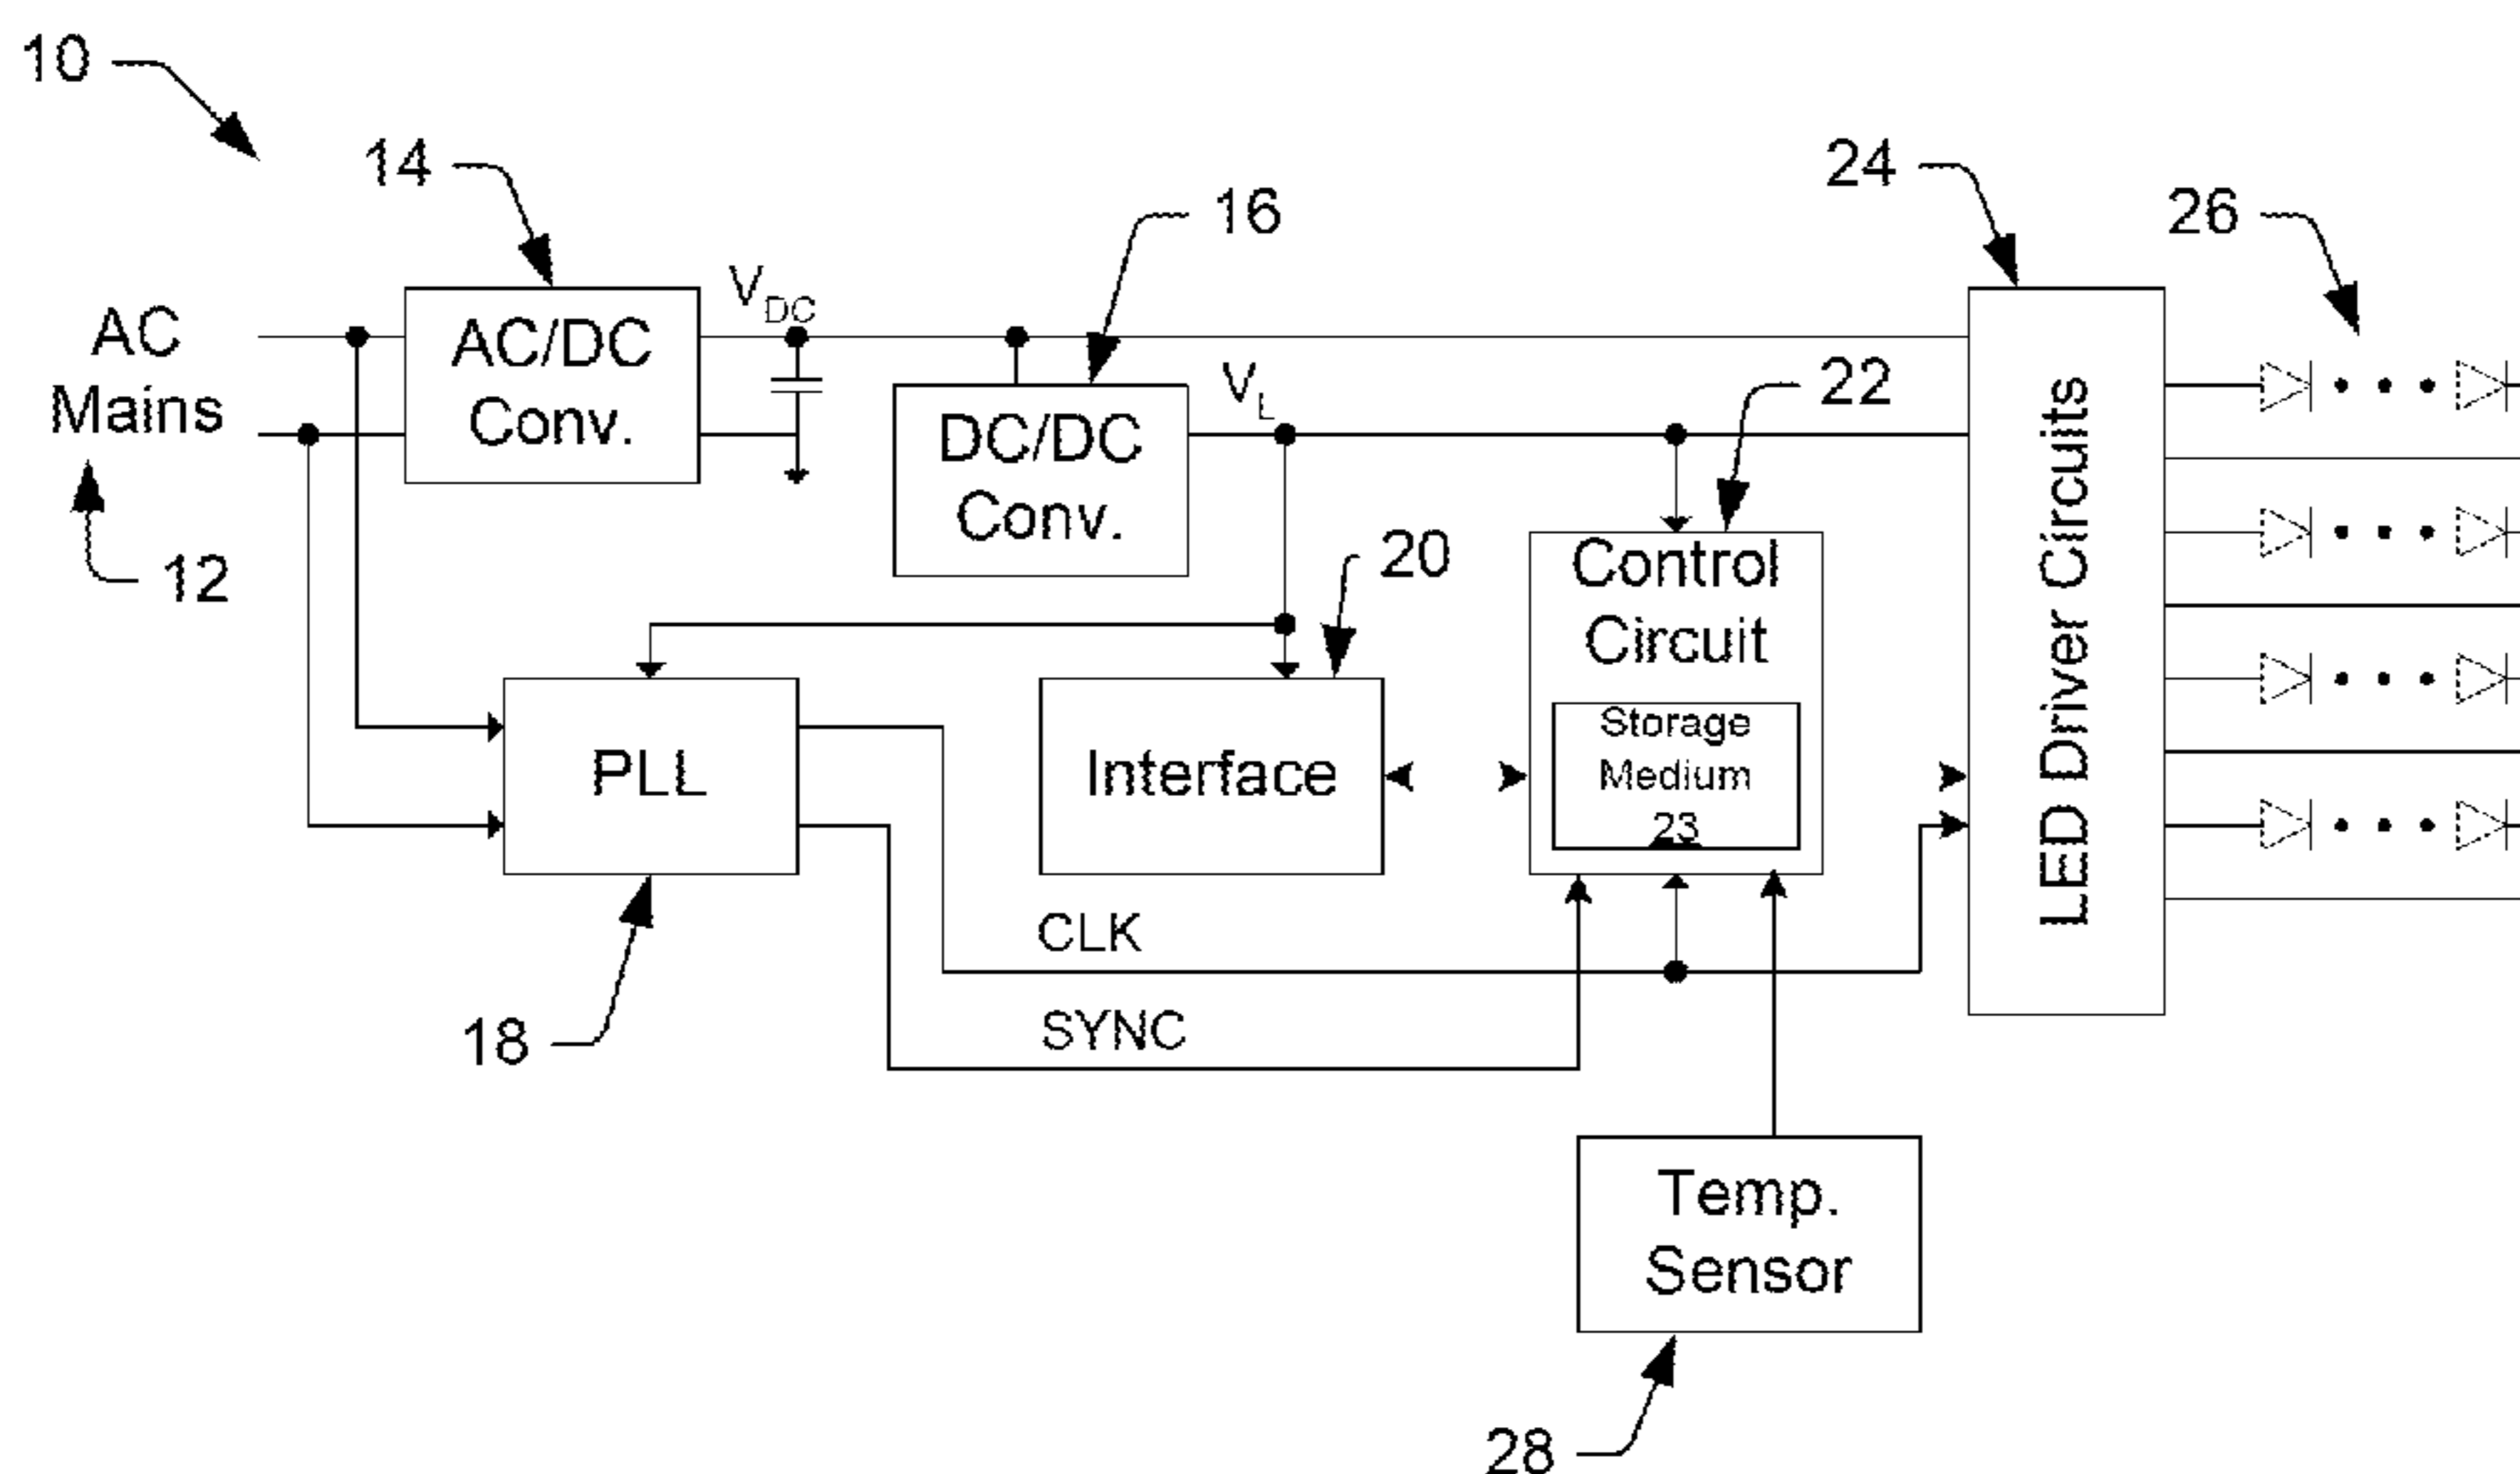 10
14
16
24
26
AC
Mains
12
AC/DC
Conv.
V_DC
DC/DC
Conv.
V_L
22
20
Control
Circuit
Storage
Medium
23
LED Driver Circuits
PLL
Interface
18
CLK
SYNC
Temp.
Sensor
28